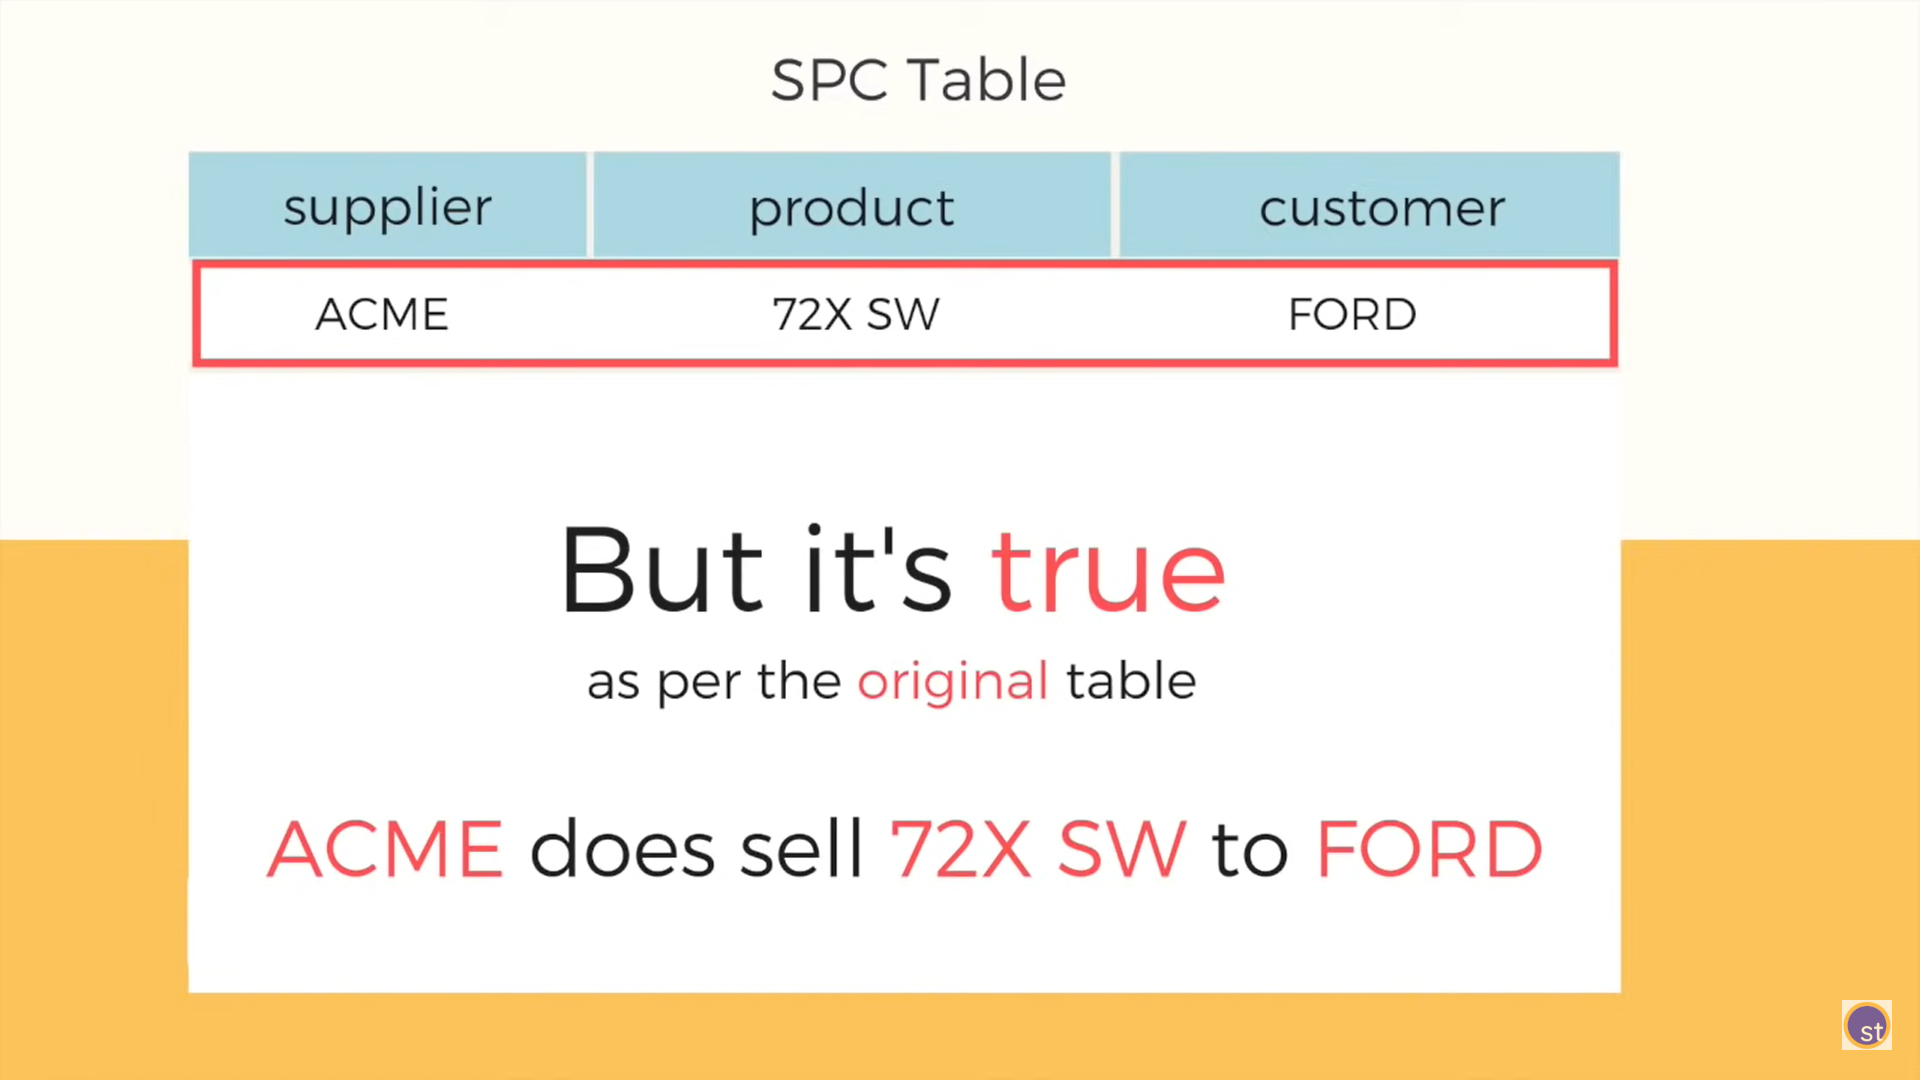 SPC Table
supplier product customer
ACME 72X SW FORD
But it's true
as per the original table
ACME does sell 72X SW to FORD
st